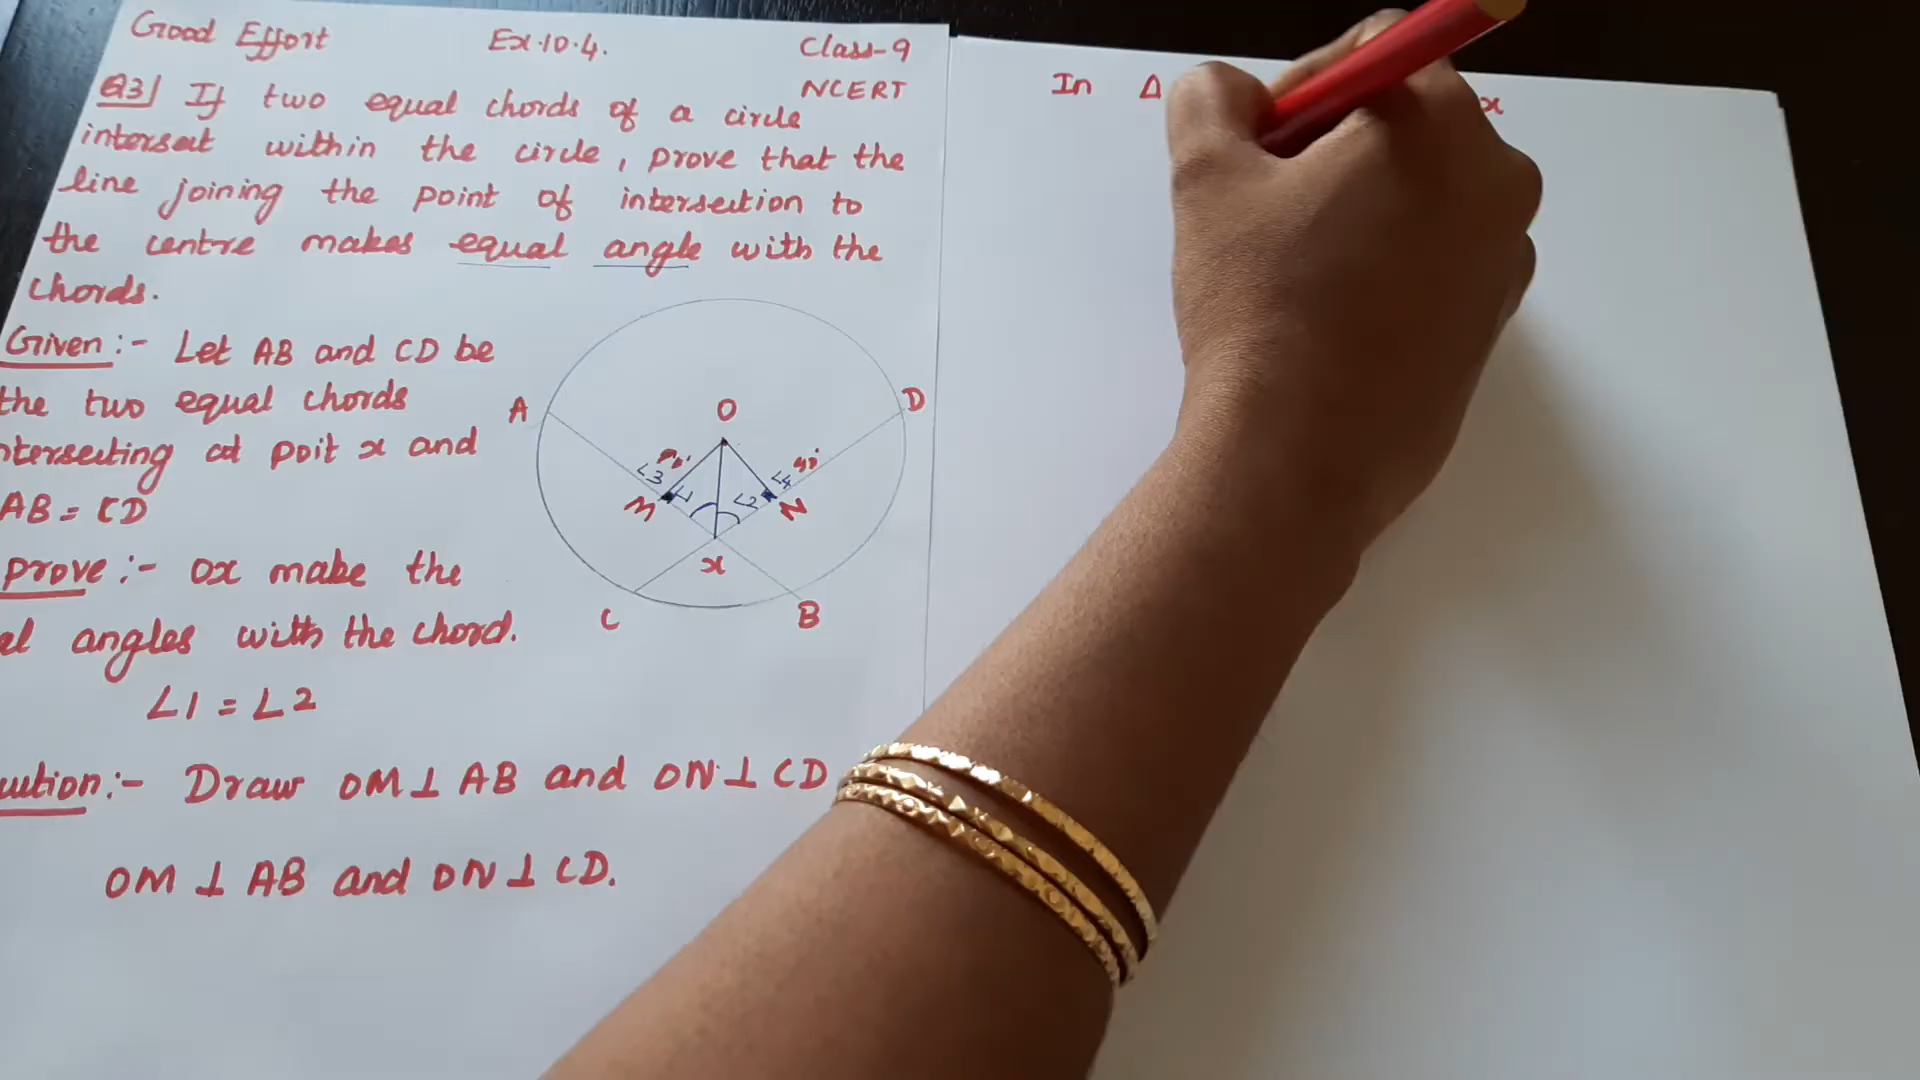 Good Effort Ex.10.4. Class-9
NCERT
Q3/ If two equal chords of a circle
intersect within the circle, prove that the
line joining the point of intersection to
the centre makes equal angle with the
chords.
Given:- Let AB and CD be
the two equal chords
ntersecting at poit x and
AB = CD
prove:- ox make the
al angles with the chord.
∠1 = ∠2
uction:- Draw OM⊥AB and ON⊥CD
OM ⊥ AB and ON⊥CD.
A
O
D
∠3
∠4
90°
M
∠1
∠2
N
x
C
B
In Δ
x